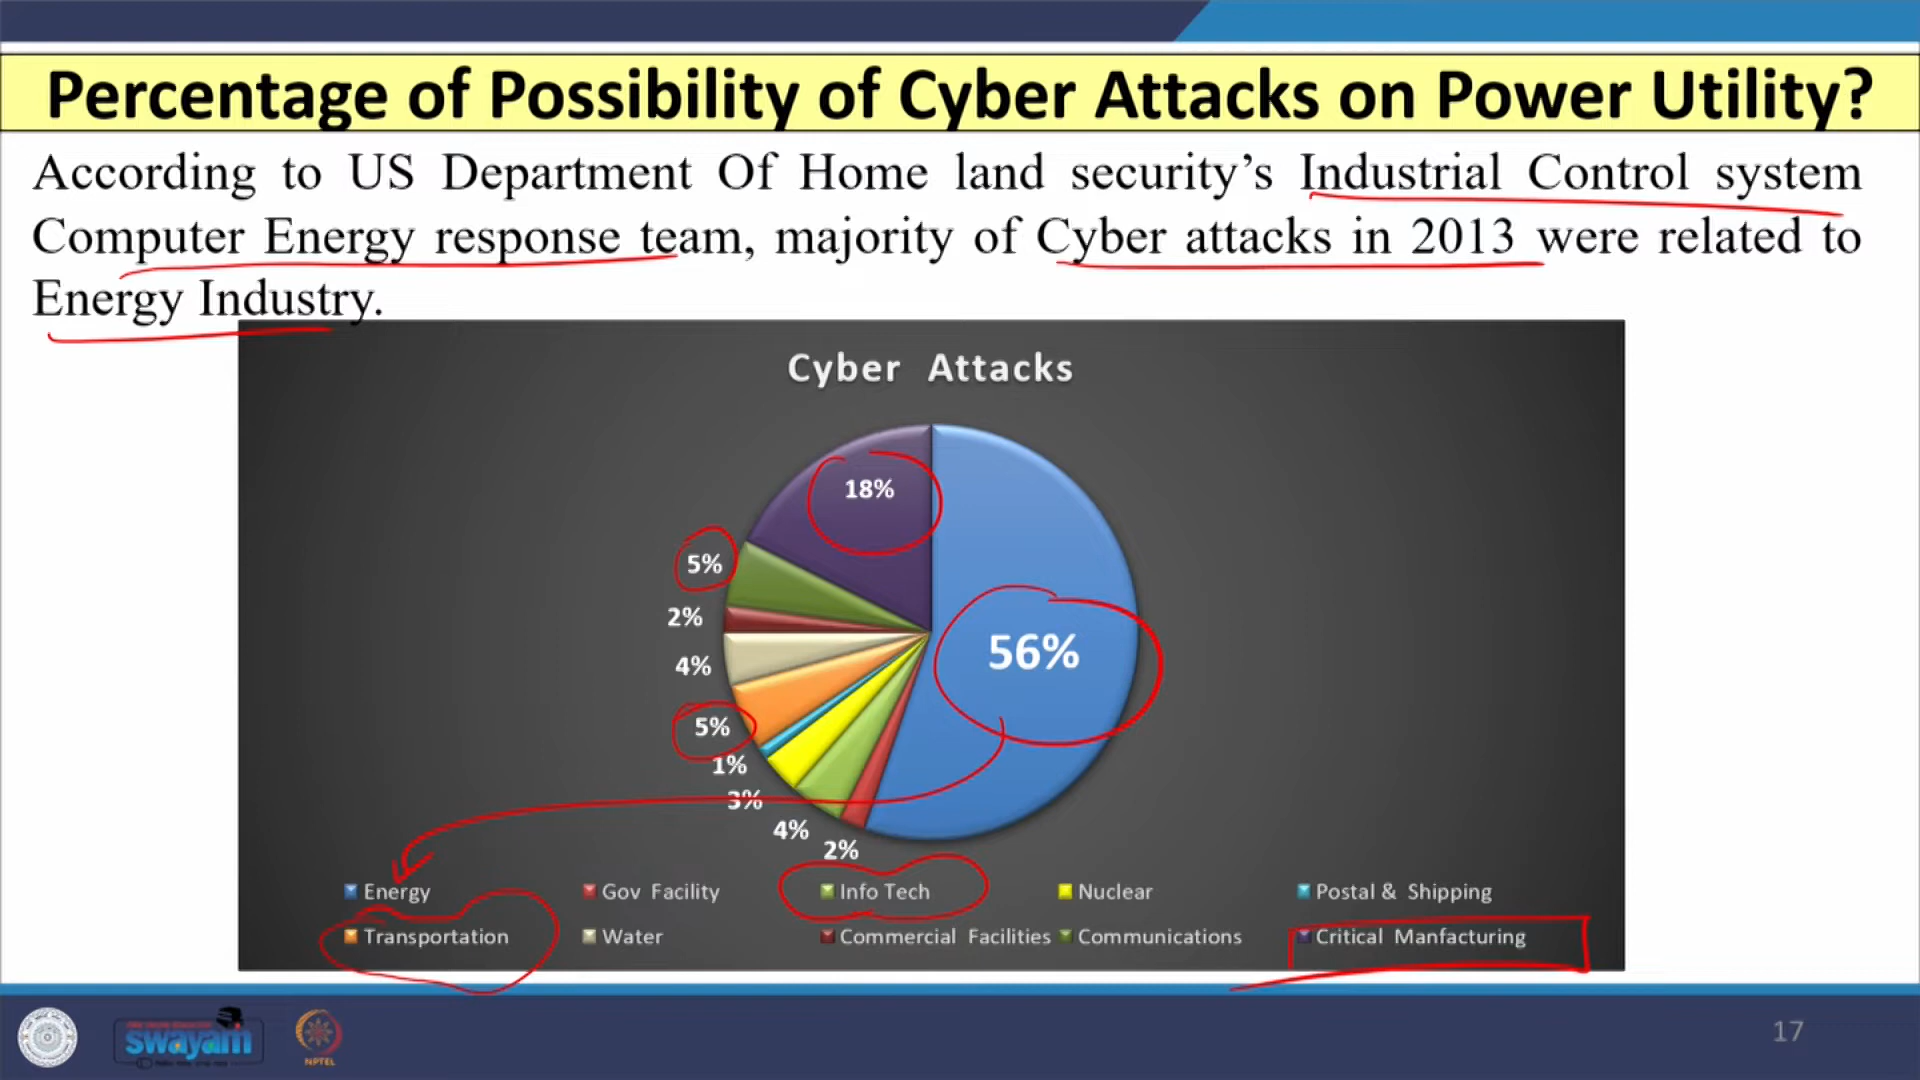 Percentage of Possibility of Cyber Attacks on Power Utility?
According to US Department Of Home land security’s Industrial Control system
Computer Energy response team, majority of Cyber attacks in 2013 were related to
Energy Industry.
Cyber Attacks
18%
5%
2%
56%
4%
5%
1%
3%
4%
2%
Energy Gov Facility Info Tech Nuclear Postal & Shipping
Transportation Water Commercial Facilities Communications Critical Manfacturing
swayam
NPTEL
17